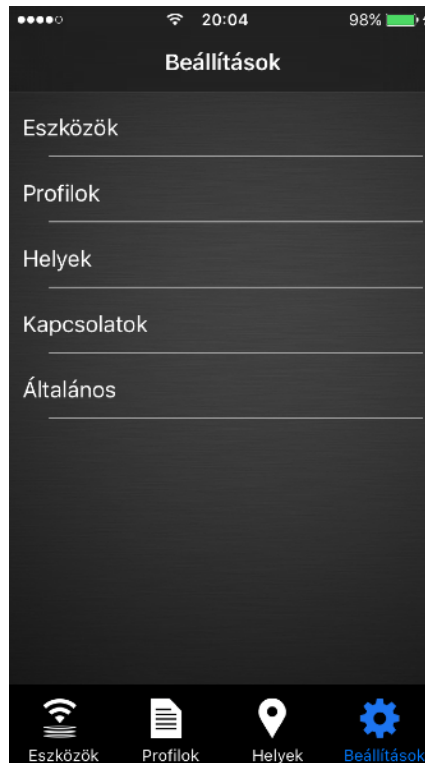 20:04 98%
Beállítások
Eszközök
Profilok
Helyek
Kapcsolatok
Általános
Eszközök Profilok Helyek Beállítások